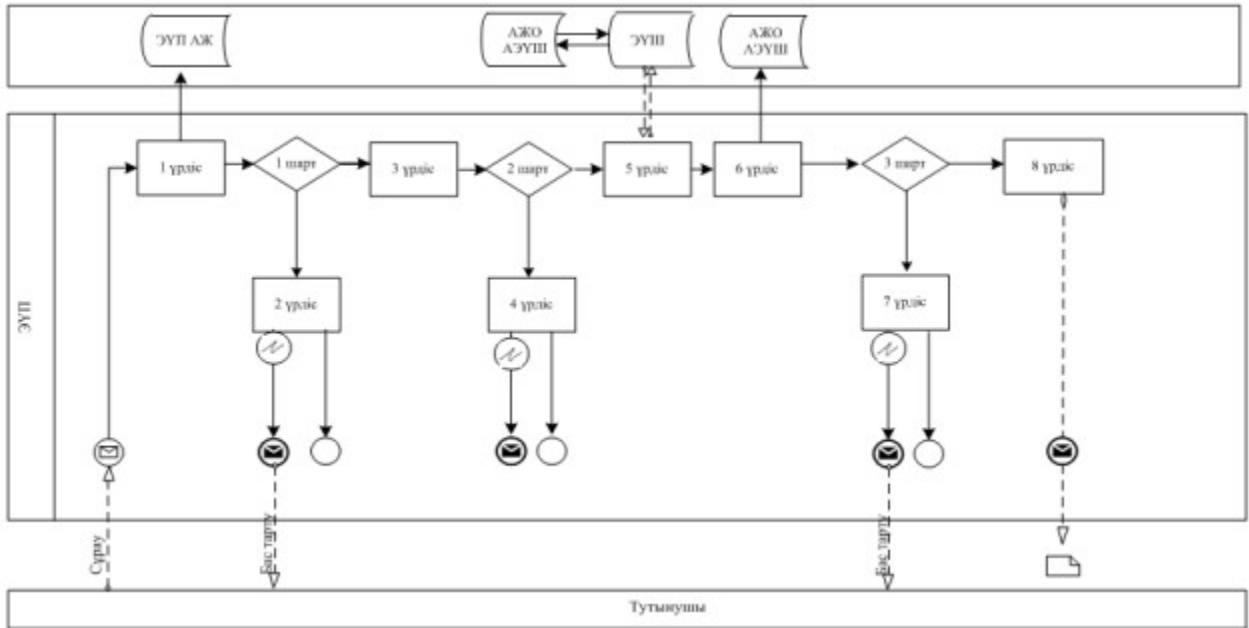 ЭҮП АЖ
АЖО
АЭҮШ
ЭҮШ
АЖО
АЭҮШ
1 үрдіс
1 шарт
3 үрдіс
2 шарт
5 үрдіс
6 үрдіс
3 шарт
8 үрдіс
2 үрдіс
4 үрдіс
7 үрдіс
ЭҮП
Сұрау
Бас тарту
Бас тарту
Тұтынушы